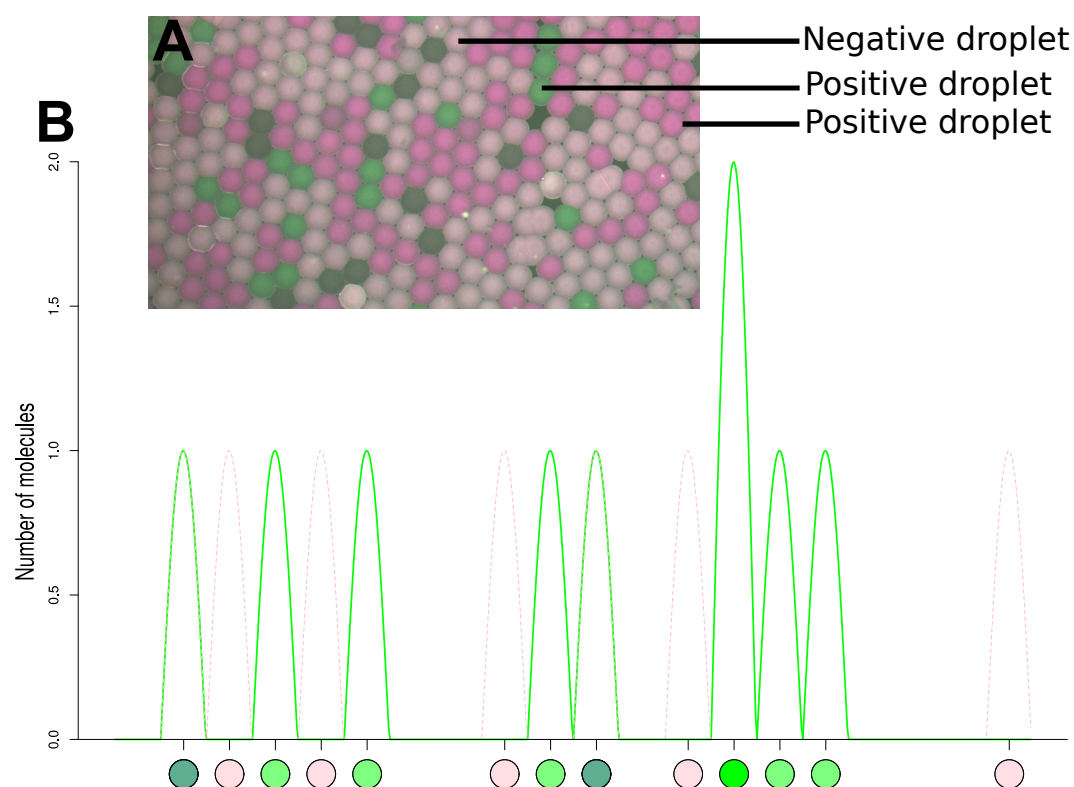 A
Negative droplet
Positive droplet
Positive droplet
B
2.0
1.5
1.0
0.5
0.0
Number of molecules